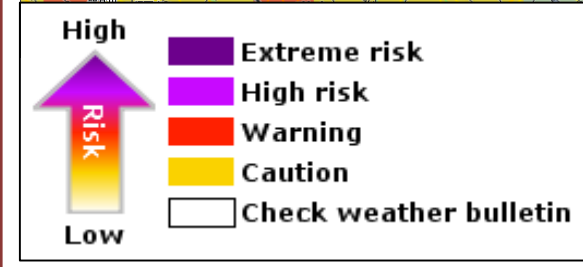 High
Risk
Low
Extreme risk
High risk
Warning
Caution
Check weather bulletin